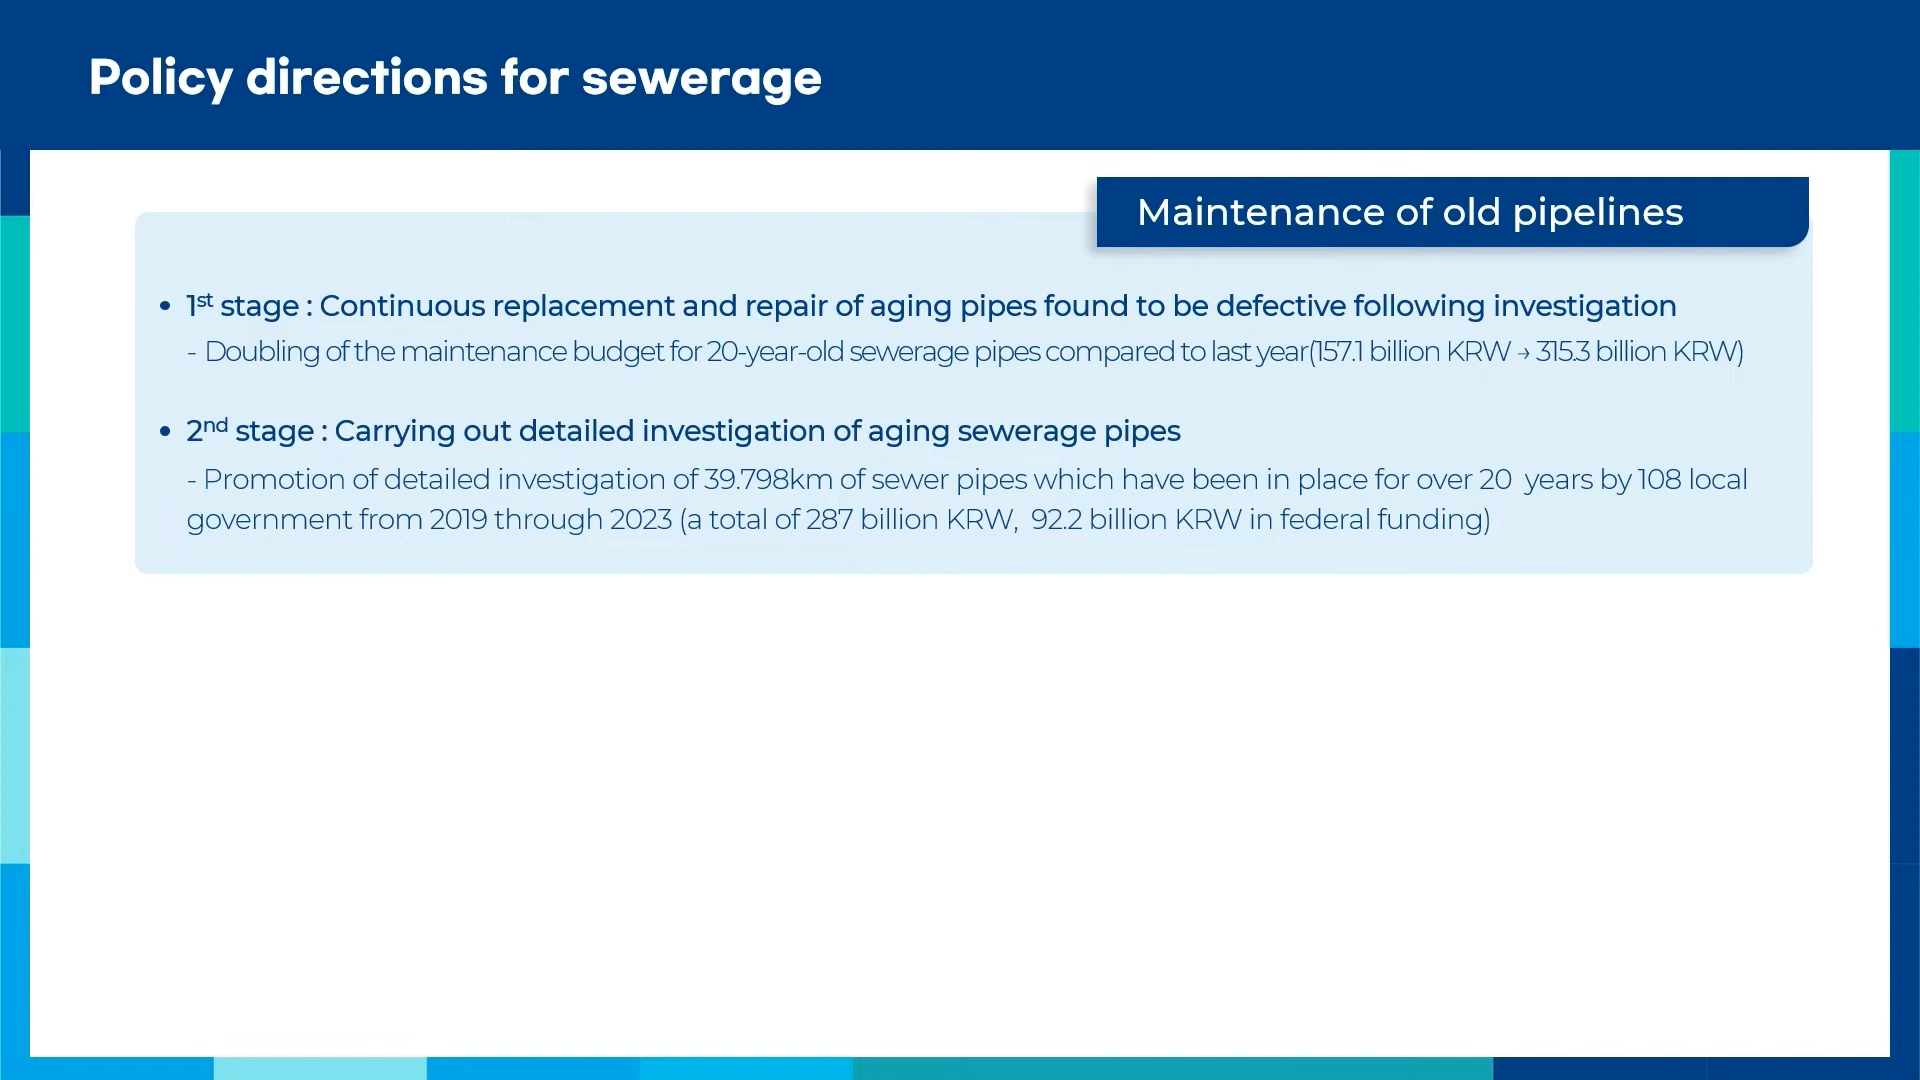 Policy directions for sewerage
Maintenance of old pipelines
• 1st stage : Continuous replacement and repair of aging pipes found to be defective following investigation
- Doubling of the maintenance budget for 20-year-old sewerage pipes compared to last year(157.1 billion KRW → 315.3 billion KRW)
• 2nd stage : Carrying out detailed investigation of aging sewerage pipes
- Promotion of detailed investigation of 39.798km of sewer pipes which have been in place for over 20 years by 108 local
government from 2019 through 2023 (a total of 287 billion KRW, 92.2 billion KRW in federal funding)